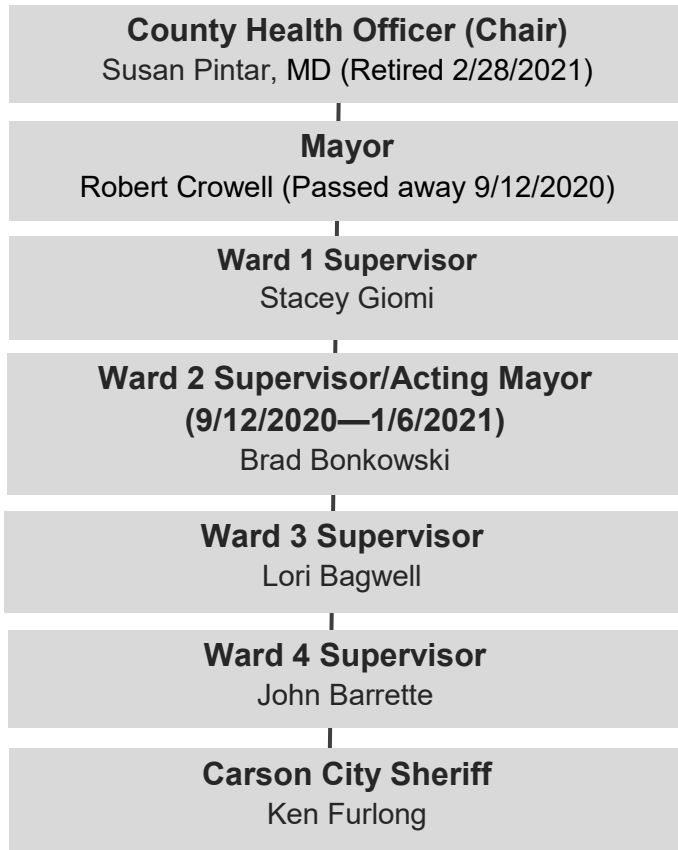 County Health Officer (Chair)
Susan Pintar, MD (Retired 2/28/2021)
Mayor
Robert Crowell (Passed away 9/12/2020)
Ward 1 Supervisor
Stacey Giomi
Ward 2 Supervisor/Acting Mayor
(9/12/2020—1/6/2021)
Brad Bonkowski
Ward 3 Supervisor
Lori Bagwell
Ward 4 Supervisor
John Barrette
Carson City Sheriff
Ken Furlong